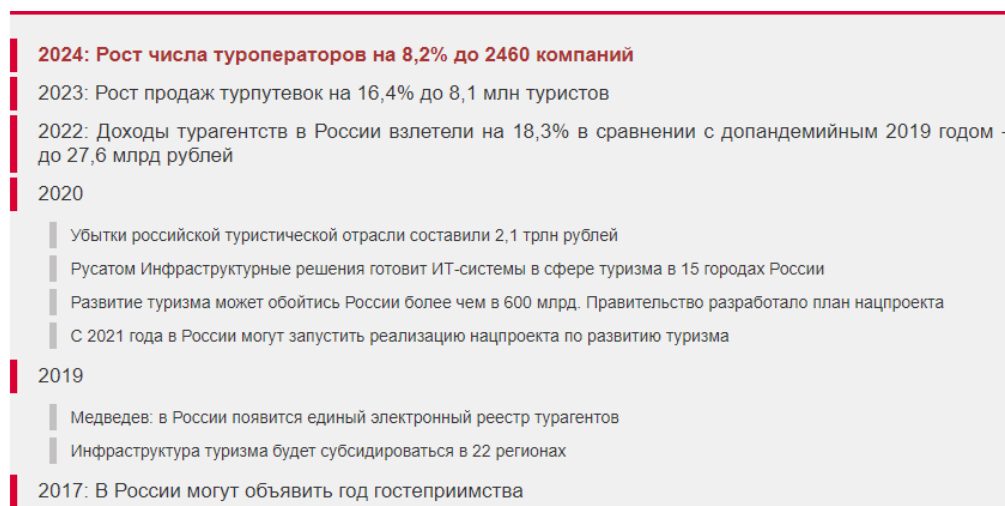 2024: Рост числа туроператоров на 8,2% до 2460 компаний
2023: Рост продаж турпутевок на 16,4% до 8,1 млн туристов
2022: Доходы турагентств в России взлетели на 18,3% в сравнении с допандемийным 2019 годом -
до 27,6 млрд рублей
2020
Убытки российской туристической отрасли составили 2,1 трлн рублей
Русатом Инфраструктурные решения готовит ИТ-системы в сфере туризма в 15 городах России
Развитие туризма может обойтись России более чем в 600 млрд. Правительство разработало план нацпроекта
С 2021 года в России могут запустить реализацию нацпроекта по развитию туризма
2019
Медведев: в России появится единый электронный реестр турагентов
Инфраструктура туризма будет субсидироваться в 22 регионах
2017: В России могут объявить год гостеприимства